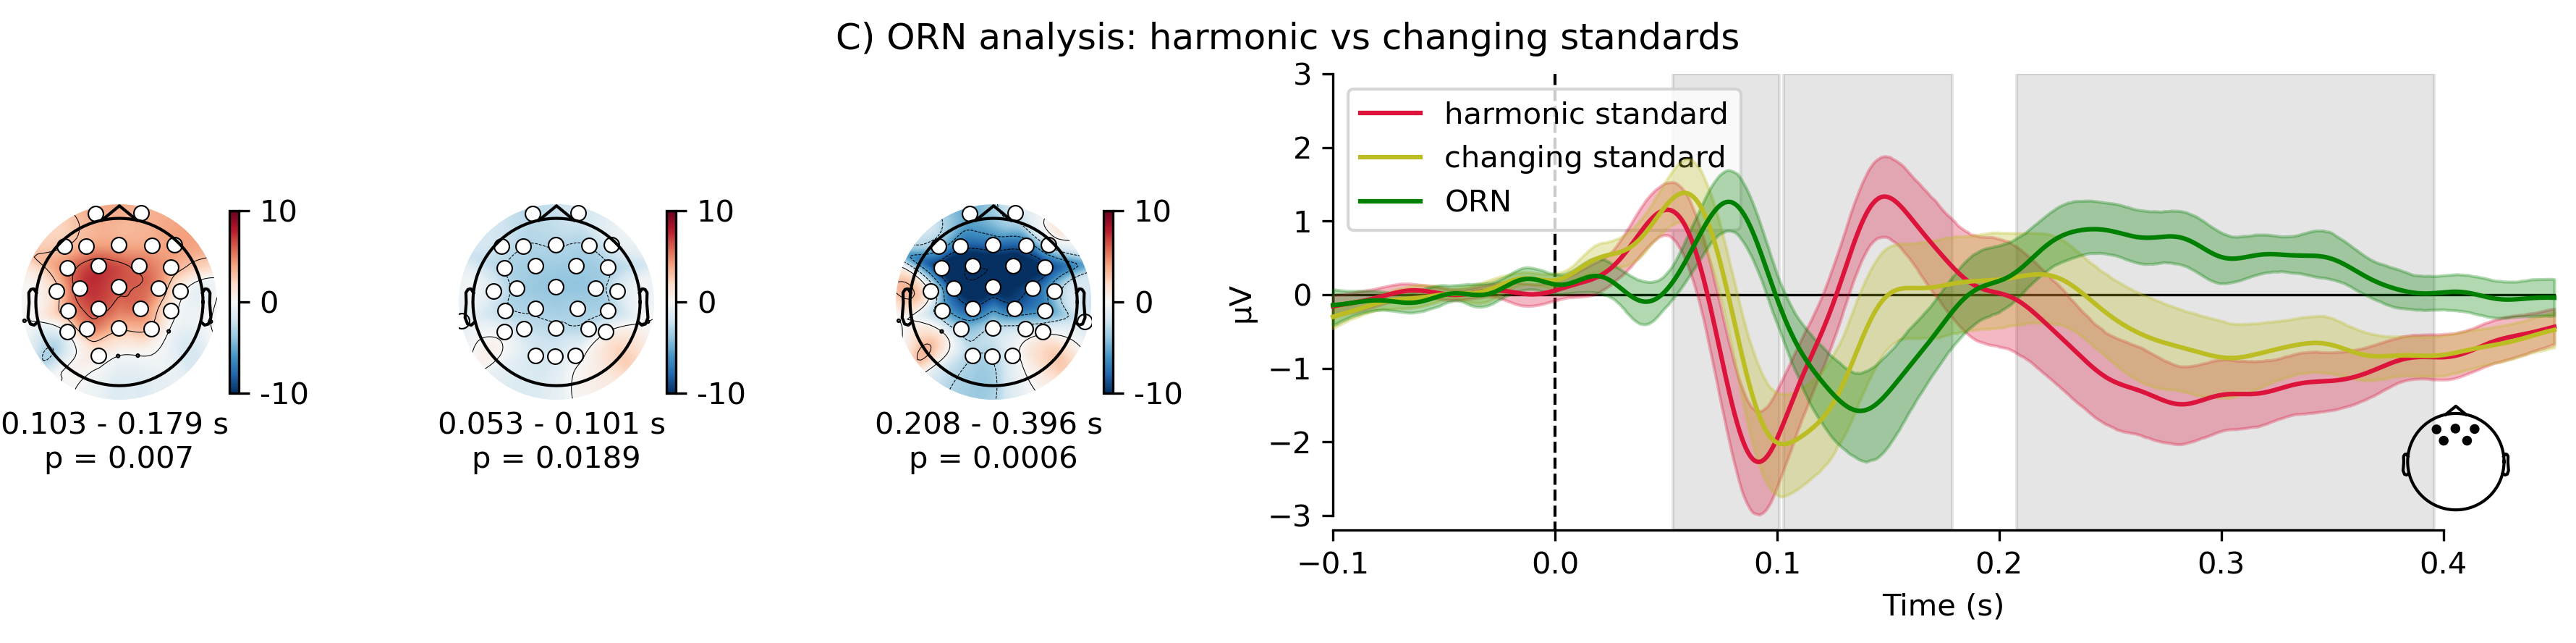 C) ORN analysis: harmonic vs changing standards
10
0
-10
0.103 - 0.179 s
p = 0.007
10
0
-10
0.053 - 0.101 s
p = 0.0189
10
0
-10
0.208 - 0.396 s
p = 0.0006
µV
3
2
1
0
−1
−2
−3
harmonic standard
changing standard
ORN
−0.1 0.0 0.1 0.2 0.3 0.4
Time (s)